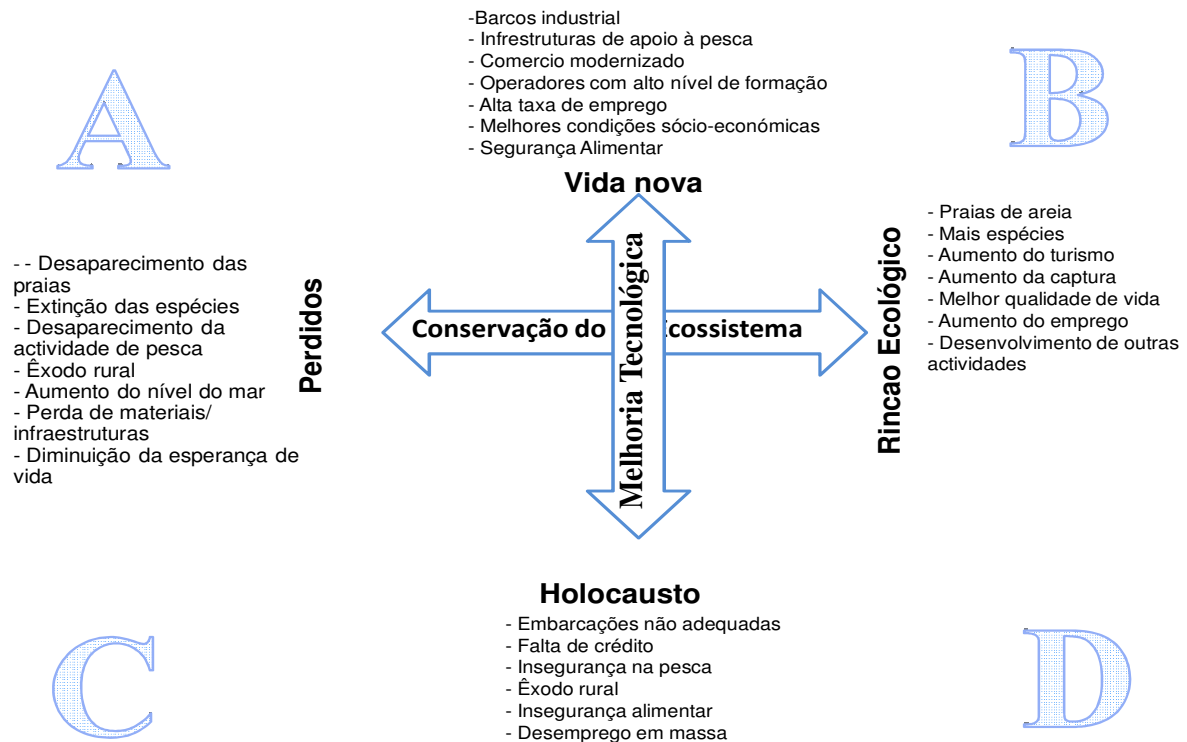 -Barcos industrial
- Infrestruturas de apoio à pesca
- Comercio modernizado
- Operadores com alto nível de formação
- Alta taxa de emprego
- Melhores condições sócio-económicas
- Segurança Alimentar
A
B
Vida nova
- - Desaparecimento das
praias
- Extinção das espécies
- Desaparecimento da
actividade de pesca
- Êxodo rural
- Aumento do nível do mar
- Perda de materiais/
infraestruturas
- Diminuição da esperança de
vida
Perdidos
Conservação do
Melhoria Tecnológica
cossistema
Rincao Ecológico
- Praias de areia
- Mais espécies
- Aumento do turismo
- Aumento da captura
- Melhor qualidade de vida
- Aumento do emprego
- Desenvolvimento de outras
actividades
Holocausto
- Embarcações não adequadas
- Falta de crédito
- Insegurança na pesca
- Êxodo rural
- Insegurança alimentar
- Desemprego em massa
C
D